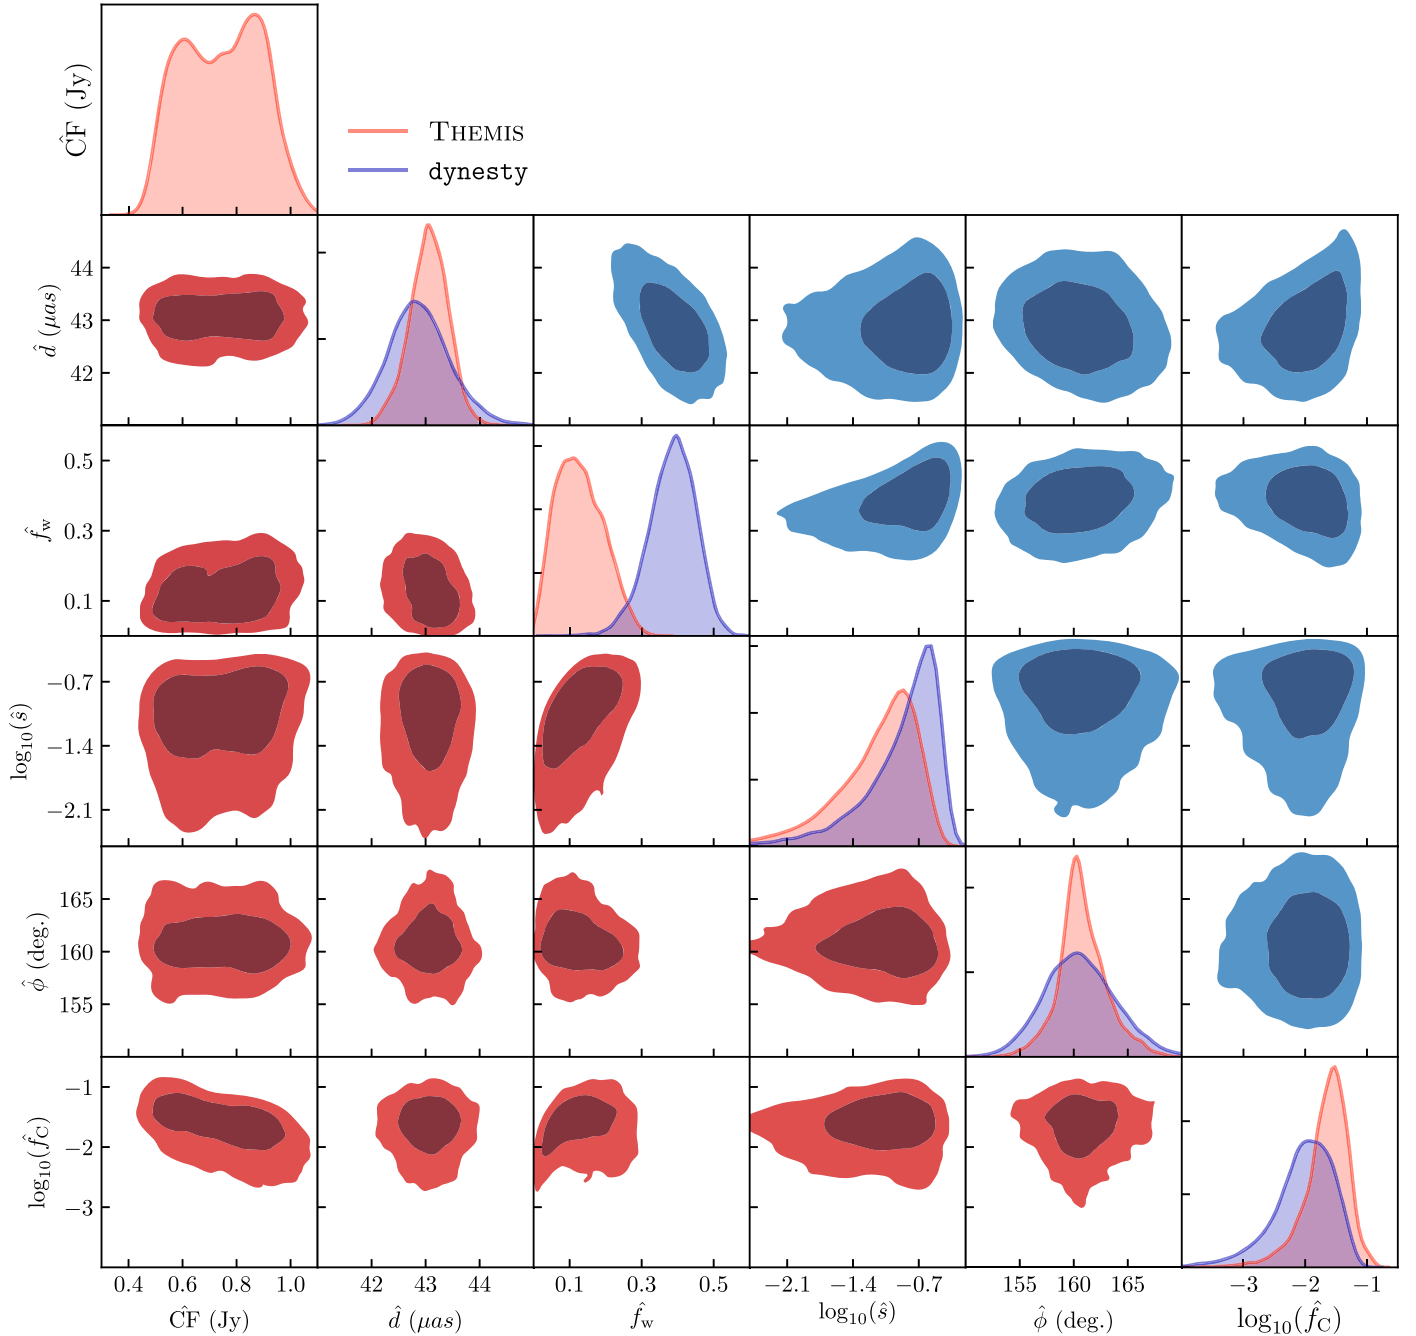 ĈF (Jy)
THEMIS
dynesty
d̂ (μas)
44
43
42
f̂w
0.5
0.3
0.1
log10(ŝ)
−0.7
−1.4
−2.1
ϕ̂ (deg.)
165
160
155
log10(f̂C)
−1
−2
−3
0.4 0.6 0.8 1.0 42 43 44 0.1 0.3 0.5 −2.1 −1.4 −0.7 155 160 165 −3 −2 −1
ĈF (Jy) d̂ (μas) f̂w log10(ŝ) ϕ̂ (deg.) log10(f̂C)